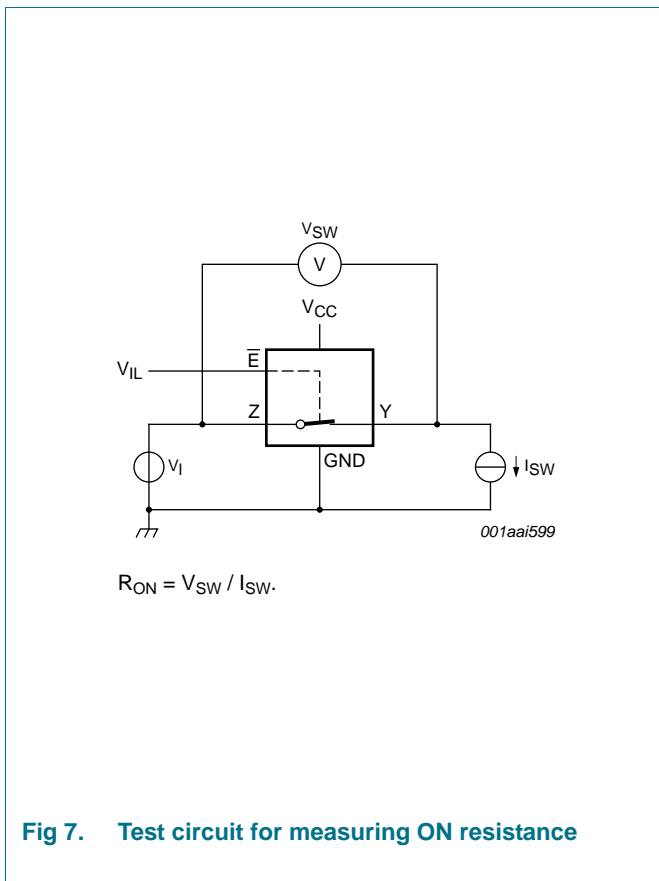 VSW
V
VCC
E
VIL
Z
Y
GND
VI
ISW
001aai599
RON = VSW / ISW.
Fig 7. Test circuit for measuring ON resistance